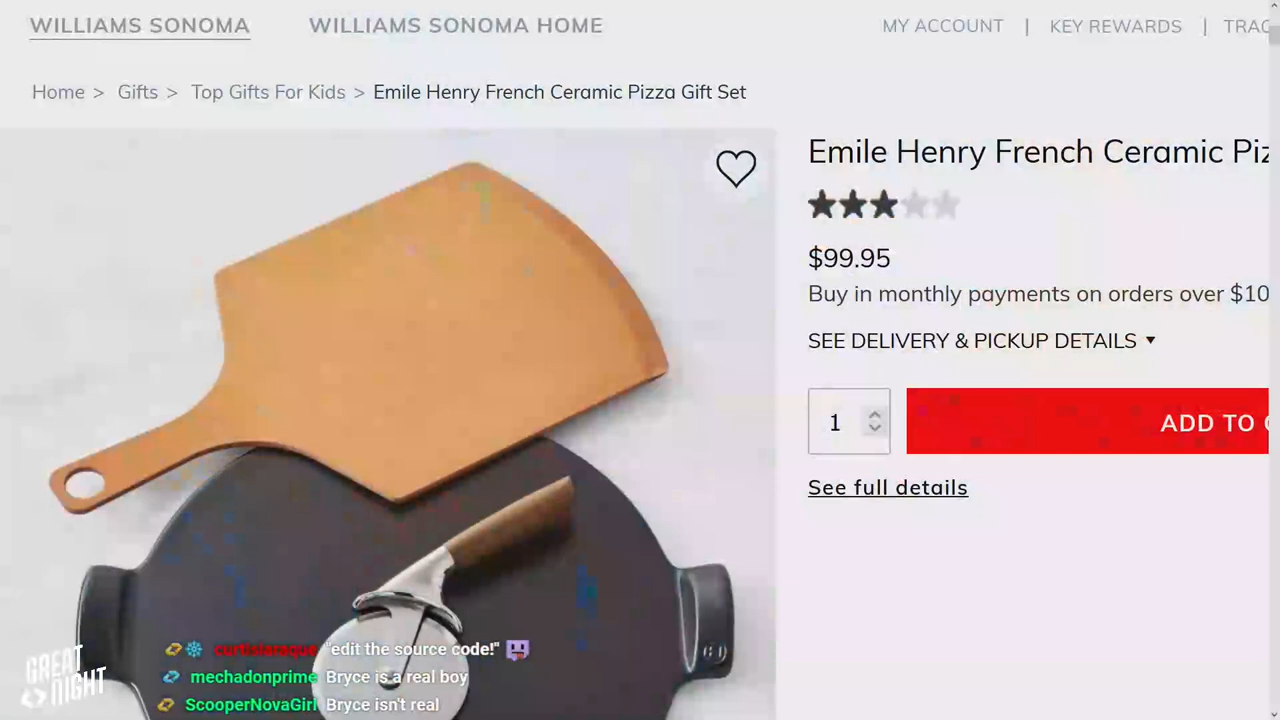 WILLIAMS SONOMA
WILLIAMS SONOMA HOME
MY ACCOUNT | KEY REWARDS | TRAC
Home > Gifts > Top Gifts For Kids > Emile Henry French Ceramic Pizza Gift Set
Emile Henry French Ceramic Piz
$99.95
Buy in monthly payments on orders over $10
SEE DELIVERY & PICKUP DETAILS
1
ADD TO C
See full details
curtislaraque "edit the source code!"
mechadonprime Bryce is a real boy
ScooperNovaGirl Bryce isn't real
GREAT
NIGHT